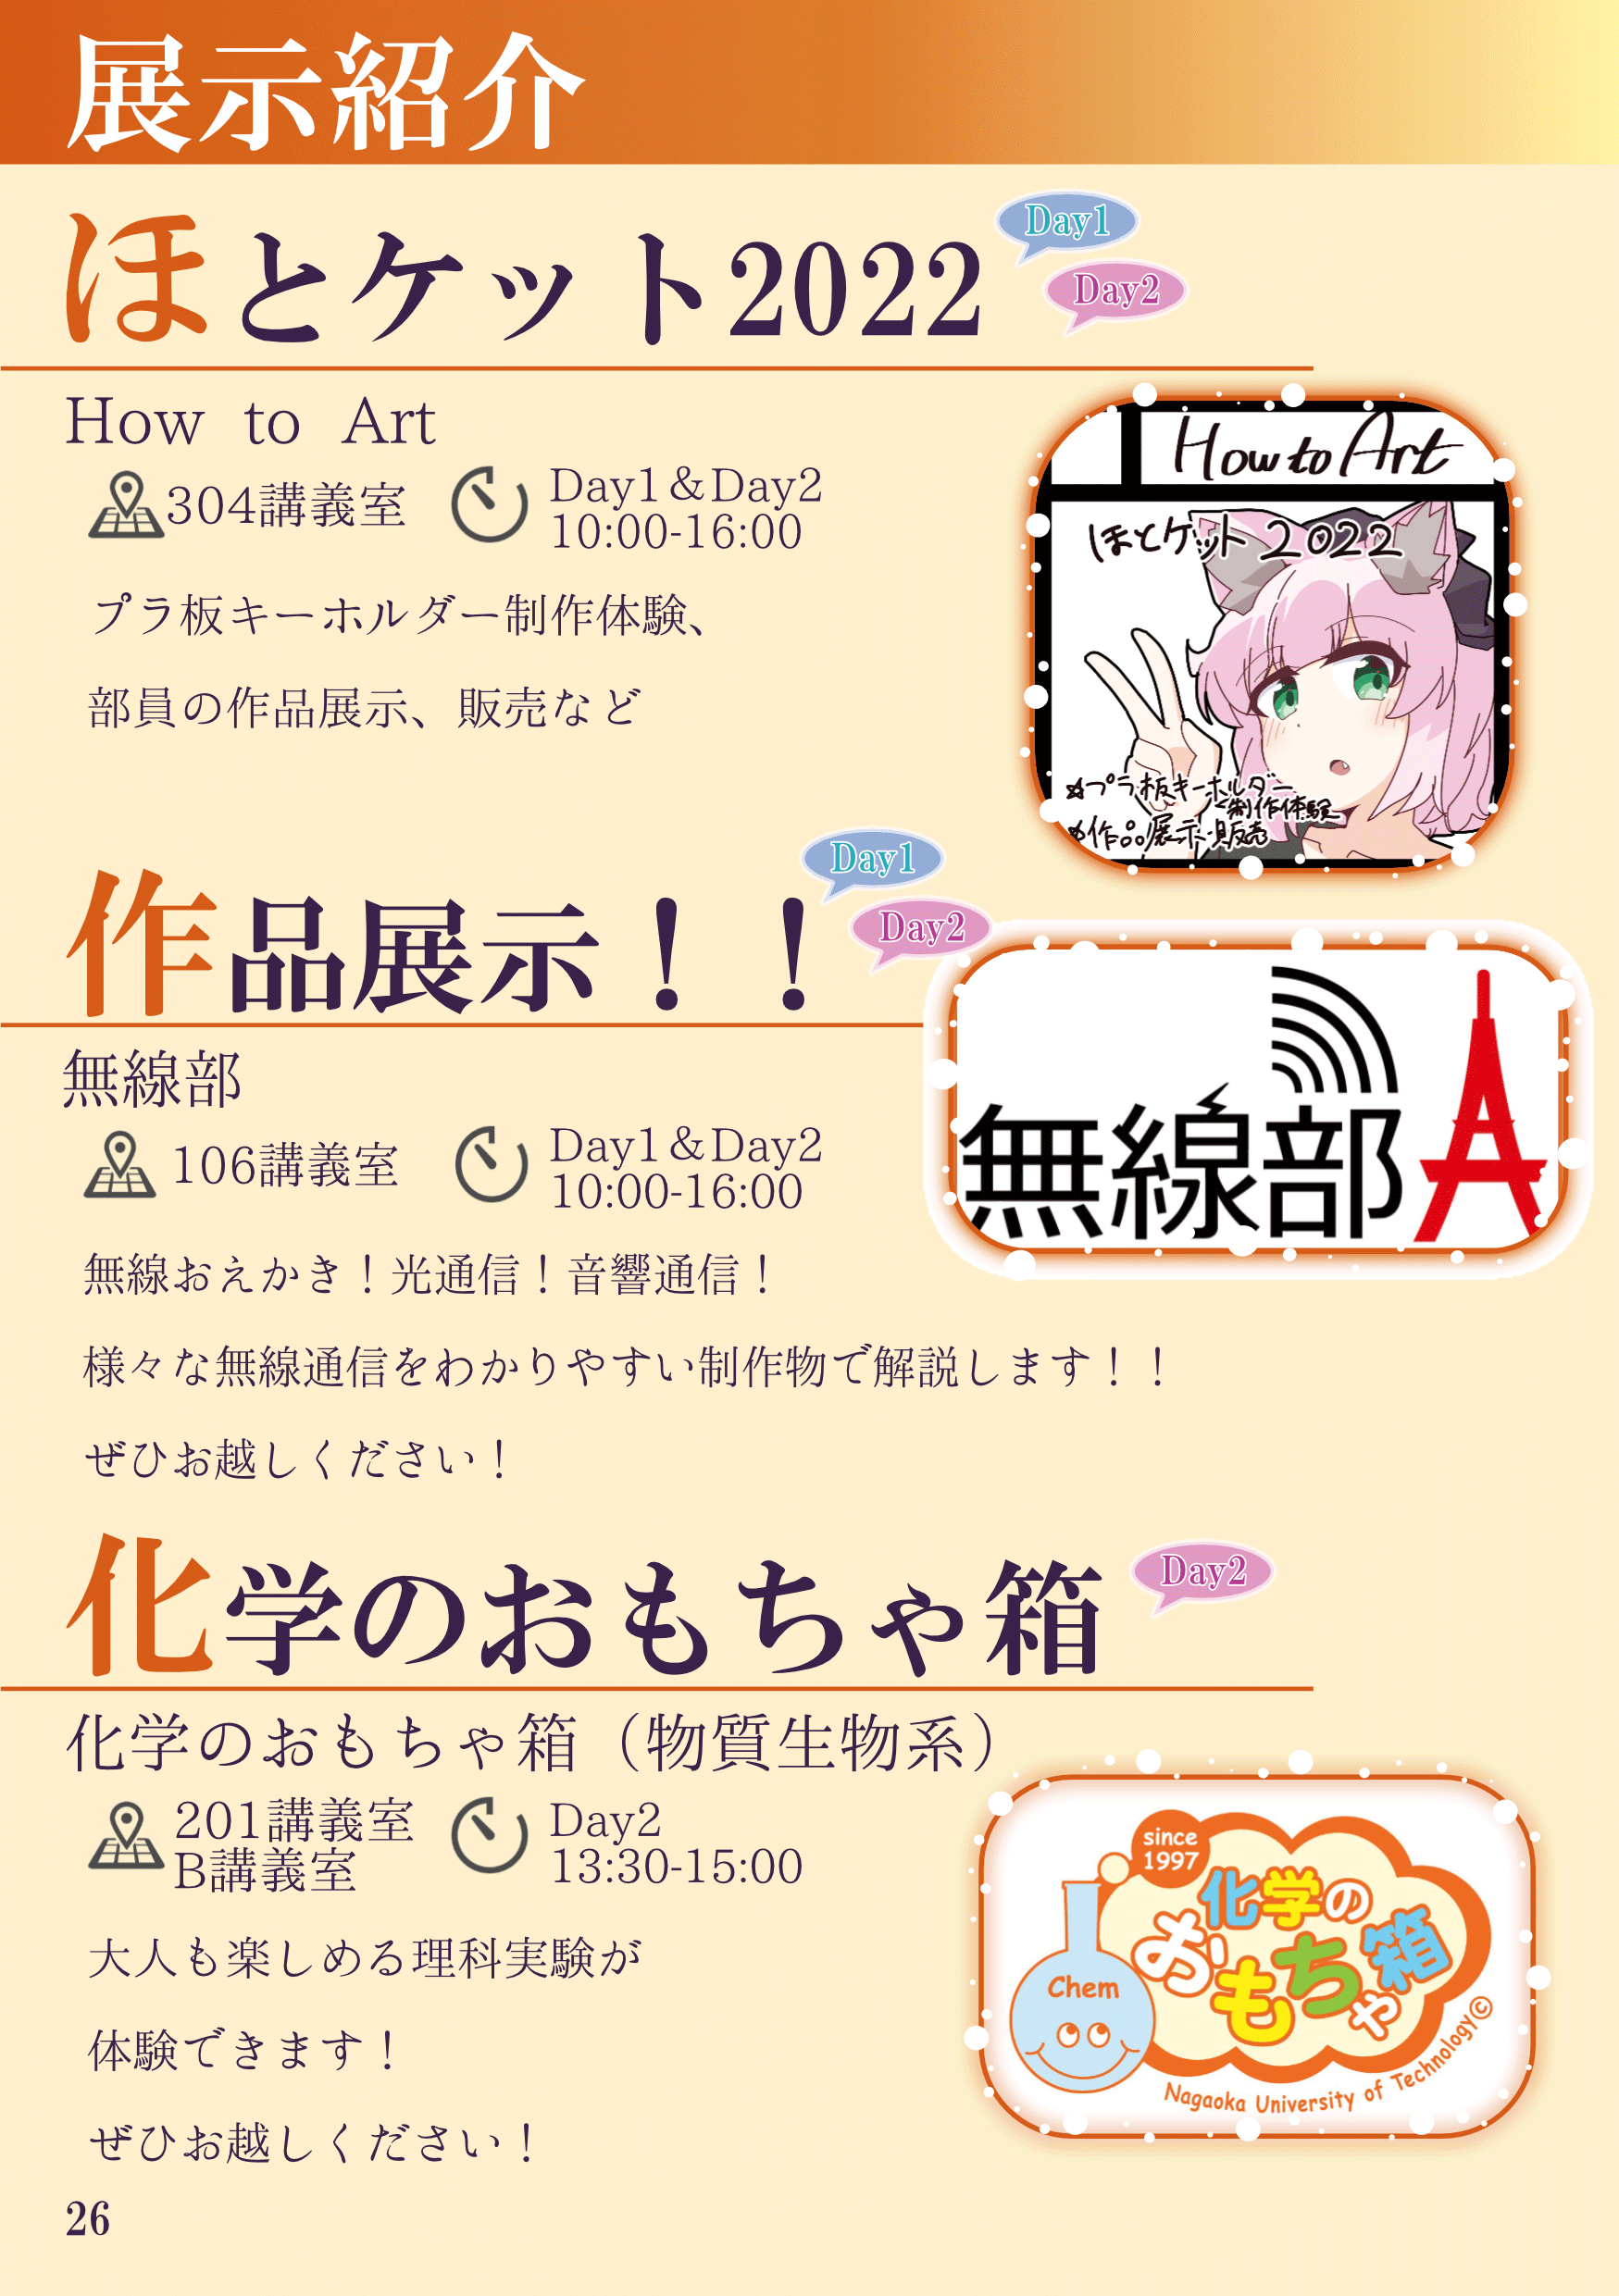 展示紹介
ほとケット2022
Day1
Day2
How to Art
304講義室
Day1＆Day2
10:00-16:00
プラ板キーホルダー制作体験、
部員の作品展示、販売など
How to Art
ほとケット2022
☆プラ板キーホルダー
制作体験
☆作品展示・販売
作品展示！！
Day1
Day2
無線部
106講義室
Day1＆Day2
10:00-16:00
無線おえかき！光通信！音響通信！
様々な無線通信をわかりやすい制作物で解説します！！
ぜひお越しください！
無線部
化学のおもちゃ箱
Day2
化学のおもちゃ箱（物質生物系）
201講義室
B講義室
Day2
13:30-15:00
大人も楽しめる理科実験が
体験できます！
ぜひお越しください！
since
1997
化学の
おもちゃ箱
Chem
Nagaoka University of Technology©
26